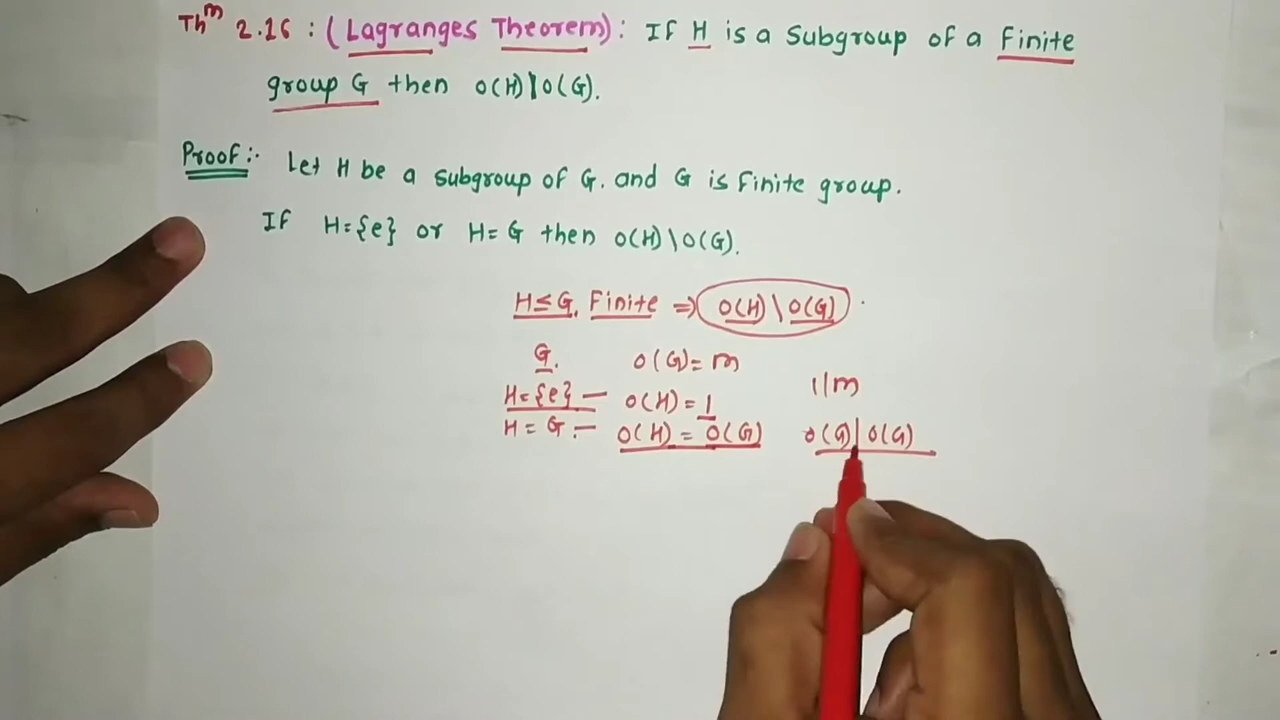 Thm 2.16 : (Lagranges Theorem) : If H is a Subgroup of a Finite
group G then o(H)\o(G).
Proof :- Let H be a subgroup of G. and G is finite group.
If H={e} or H= G then o(H)\o(G).
H≤G, Finite ⇒ o(H)\o(G).
G. o(G)= m
H={e} — o(H) = 1 1/m
H = G — o(H) = o(G) o(G)|o(G)